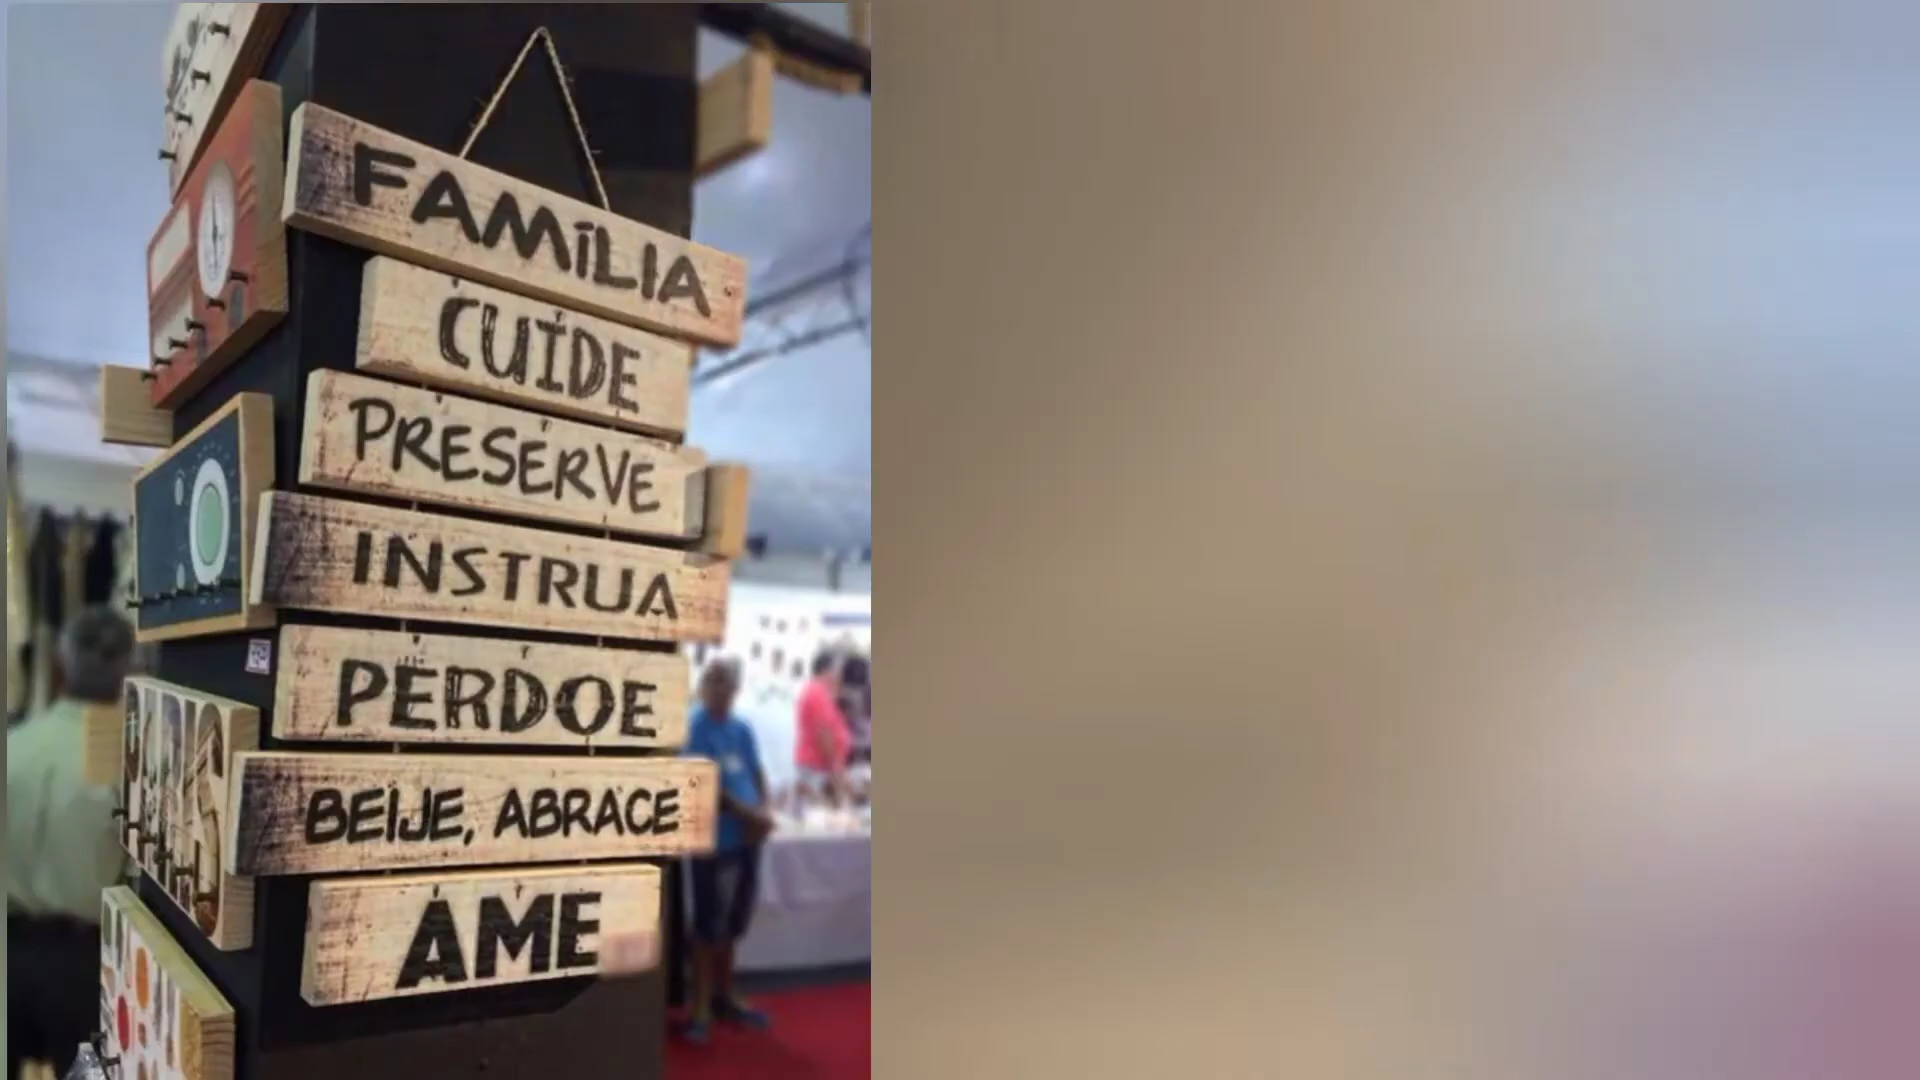 FAMÍLIA
CUIDE
PRESERVE
INSTRUA
PERDOE
BEIJE, ABRACE
AME